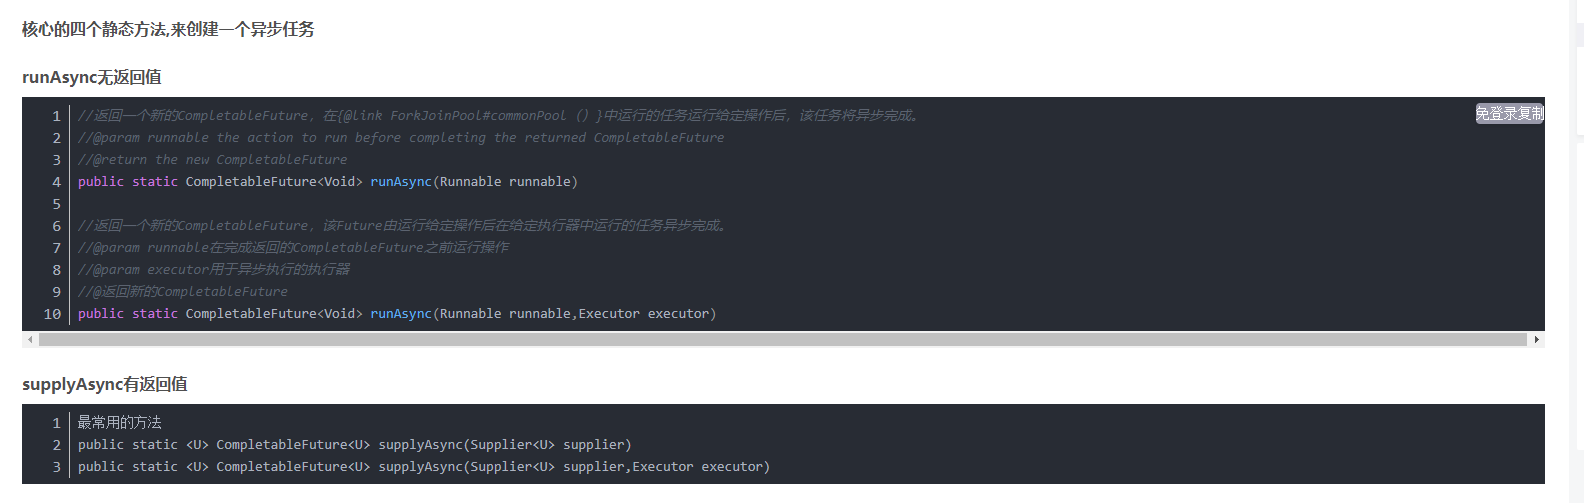 核心的四个静态方法,来创建一个异步任务
runAsync无返回值
免登录复制
1 //返回一个新的CompletableFuture，在{@link ForkJoinPool#commonPool（）}中运行的任务运行给定操作后，该任务将异步完成。
2 //@param runnable the action to run before completing the returned CompletableFuture
3 //@return the new CompletableFuture
4 public static CompletableFuture<Void> runAsync(Runnable runnable)
5
6 //返回一个新的CompletableFuture，该Future由运行给定操作后在给定执行器中运行的任务异步完成。
7 //@param runnable在完成返回的CompletableFuture之前运行操作
8 //@param executor用于异步执行的执行器
9 //@返回新的CompletableFuture
10 public static CompletableFuture<Void> runAsync(Runnable runnable,Executor executor)
supplyAsync有返回值
1 最常用的方法
2 public static <U> CompletableFuture<U> supplyAsync(Supplier<U> supplier)
3 public static <U> CompletableFuture<U> supplyAsync(Supplier<U> supplier,Executor executor)